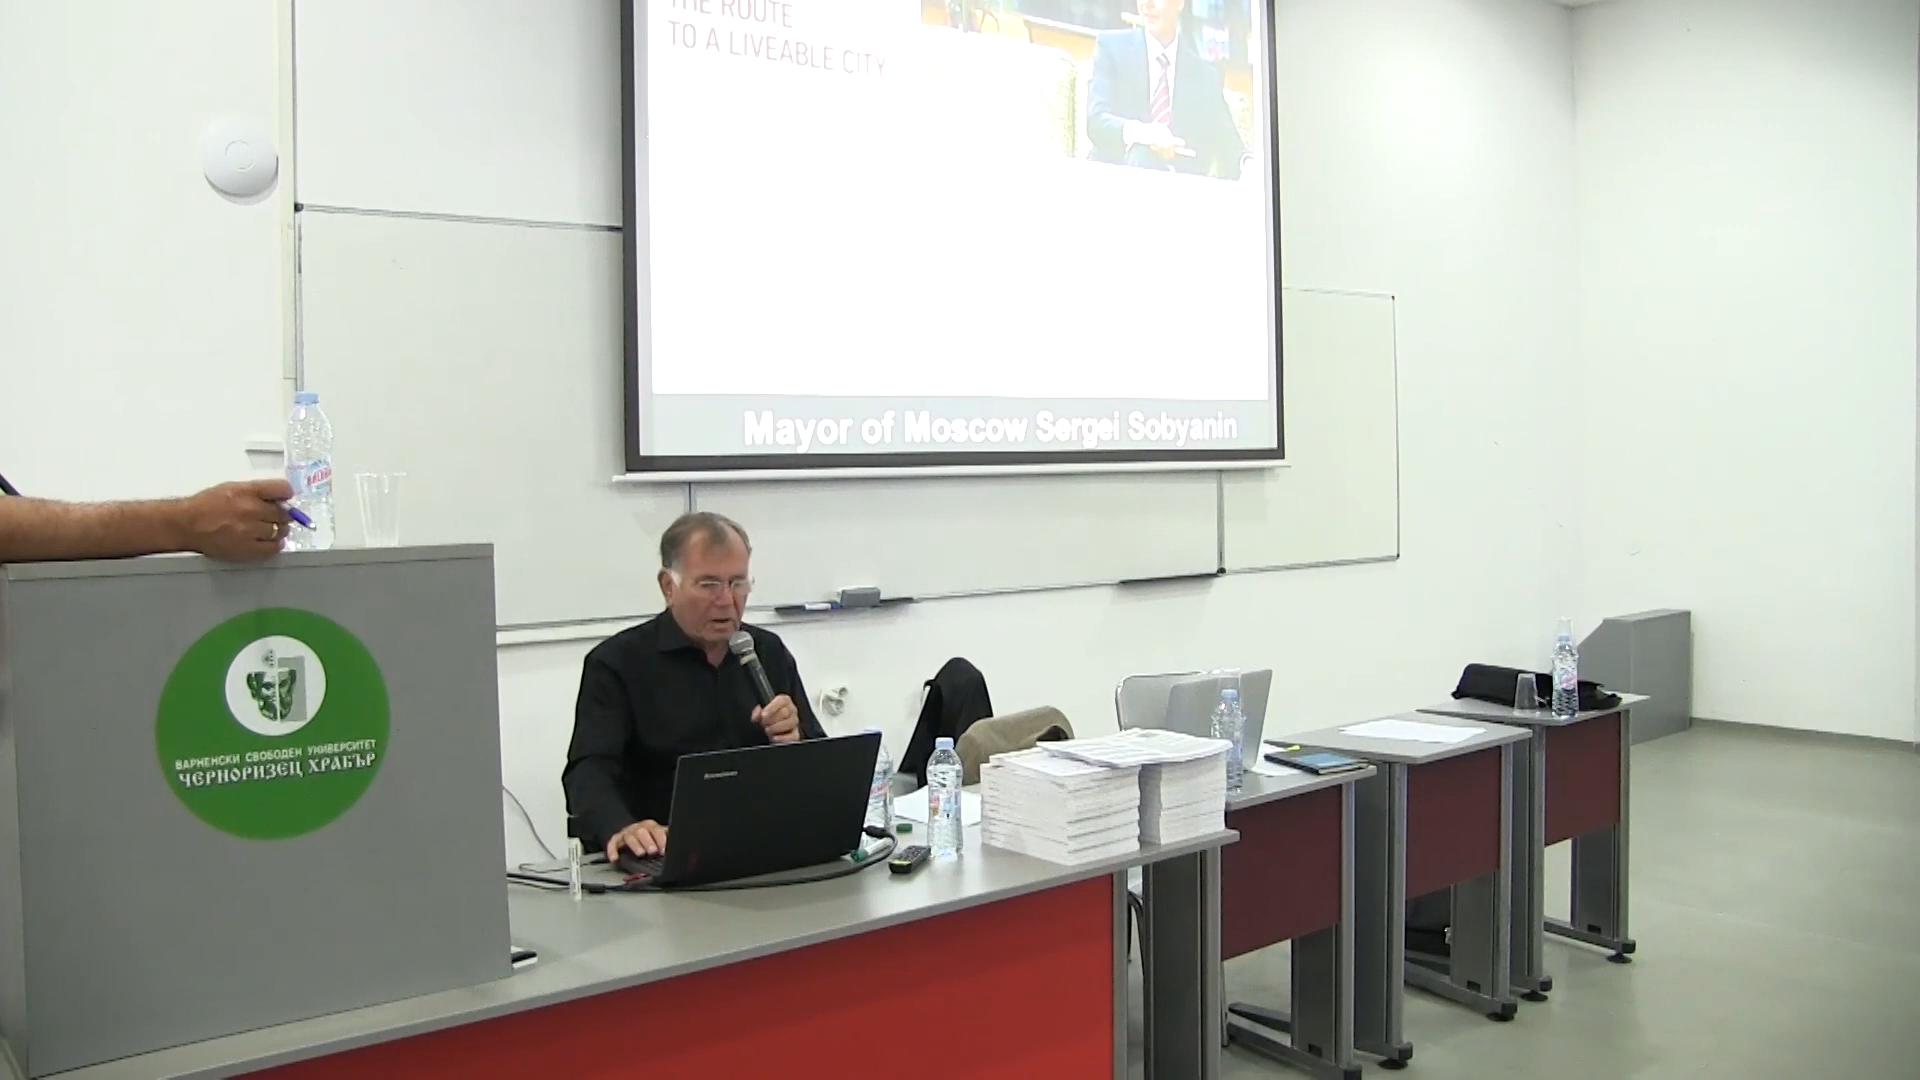 THE ROUTE
TO A LIVEABLE CITY
Mayor of Moscow Sergei Sobyanin
ВАРНЕНСКИ СВОБОДЕН УНИВЕРСИТЕТ
ЧЕРНОРИЗЕЦ ХРАБЪР